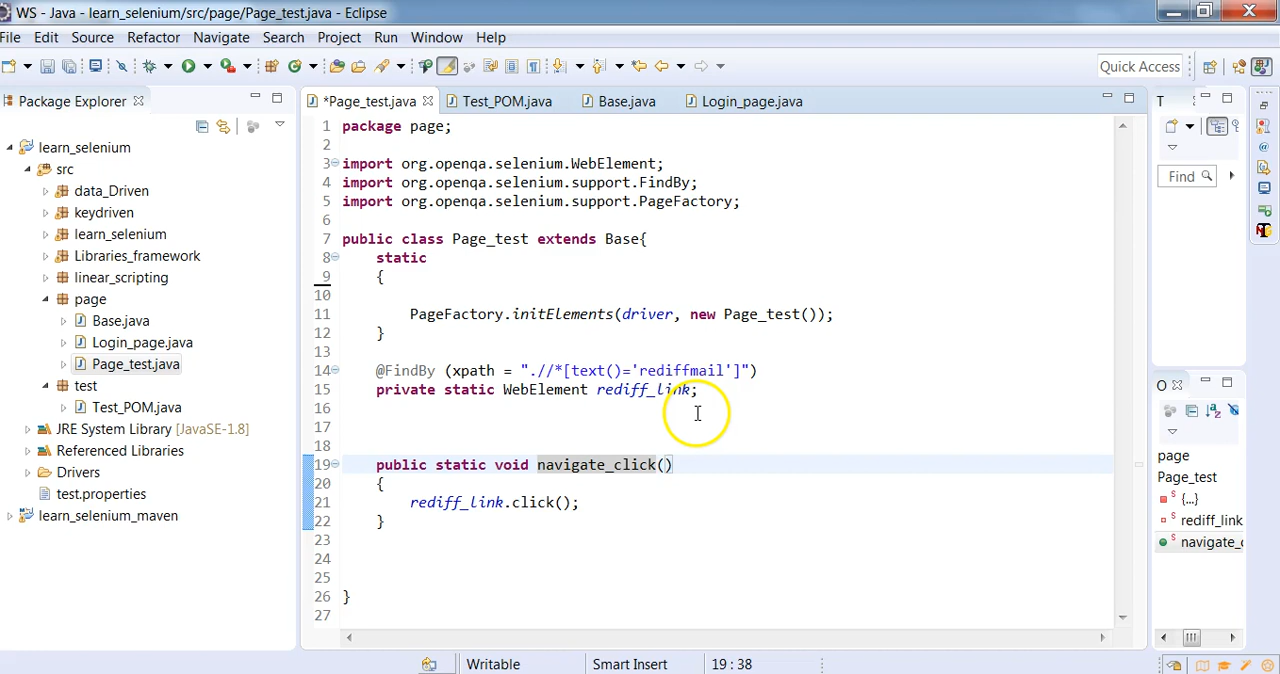 WS - Java - learn_selenium/src/page/Page_test.java - Eclipse
File Edit Source Refactor Navigate Search Project Run Window Help
Quick Access
Package Explorer
*Page_test.java Test_POM.java Base.java Login_page.java
T
learn_selenium
src
data_Driven
keydriven
learn_selenium
Libraries_framework
linear_scripting
page
Base.java
Login_page.java
Page_test.java
test
Test_POM.java
JRE System Library [JavaSE-1.8]
Referenced Libraries
Drivers
test.properties
learn_selenium_maven
1 package page;
2
3 import org.openqa.selenium.WebElement;
4 import org.openqa.selenium.support.FindBy;
5 import org.openqa.selenium.support.PageFactory;
6
7 public class Page_test extends Base{
8 static
9 {
10
11 PageFactory.initElements(driver, new Page_test());
12 }
13
14 @FindBy (xpath = ".//*[text()='rediffmail']")
15 private static WebElement rediff_link;
16
17
18
19 public static void navigate_click()
20 {
21 rediff_link.click();
22 }
23
24
25
26 }
27
Find
O
page
Page_test
{...}
rediff_link
navigate_c
Writable Smart Insert 19 : 38